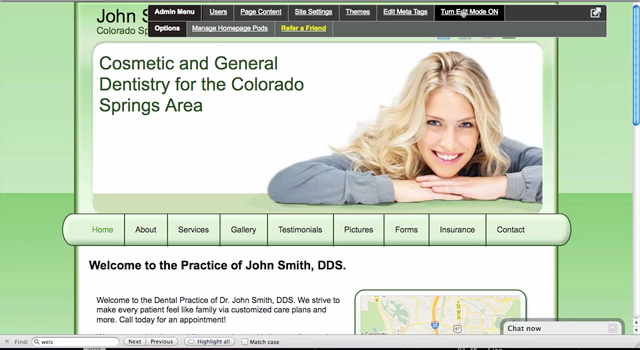 John S
Colorado Sp
Admin Menu Users Page Content Site Settings Themes Edit Meta Tags Turn Edit Mode ON
Options Manage Homepage Pods Refer a Friend
Cosmetic and General
Dentistry for the Colorado
Springs Area
Home About Services Gallery Testimonials Pictures Forms Insurance Contact
Welcome to the Practice of John Smith, DDS.
Welcome to the Dental Practice of Dr. John Smith, DDS. We strive to
make every patient feel like family via customized care plans and
more. Call today for an appointment!
Chat now
Find: welc Next Previous Highlight all Match case